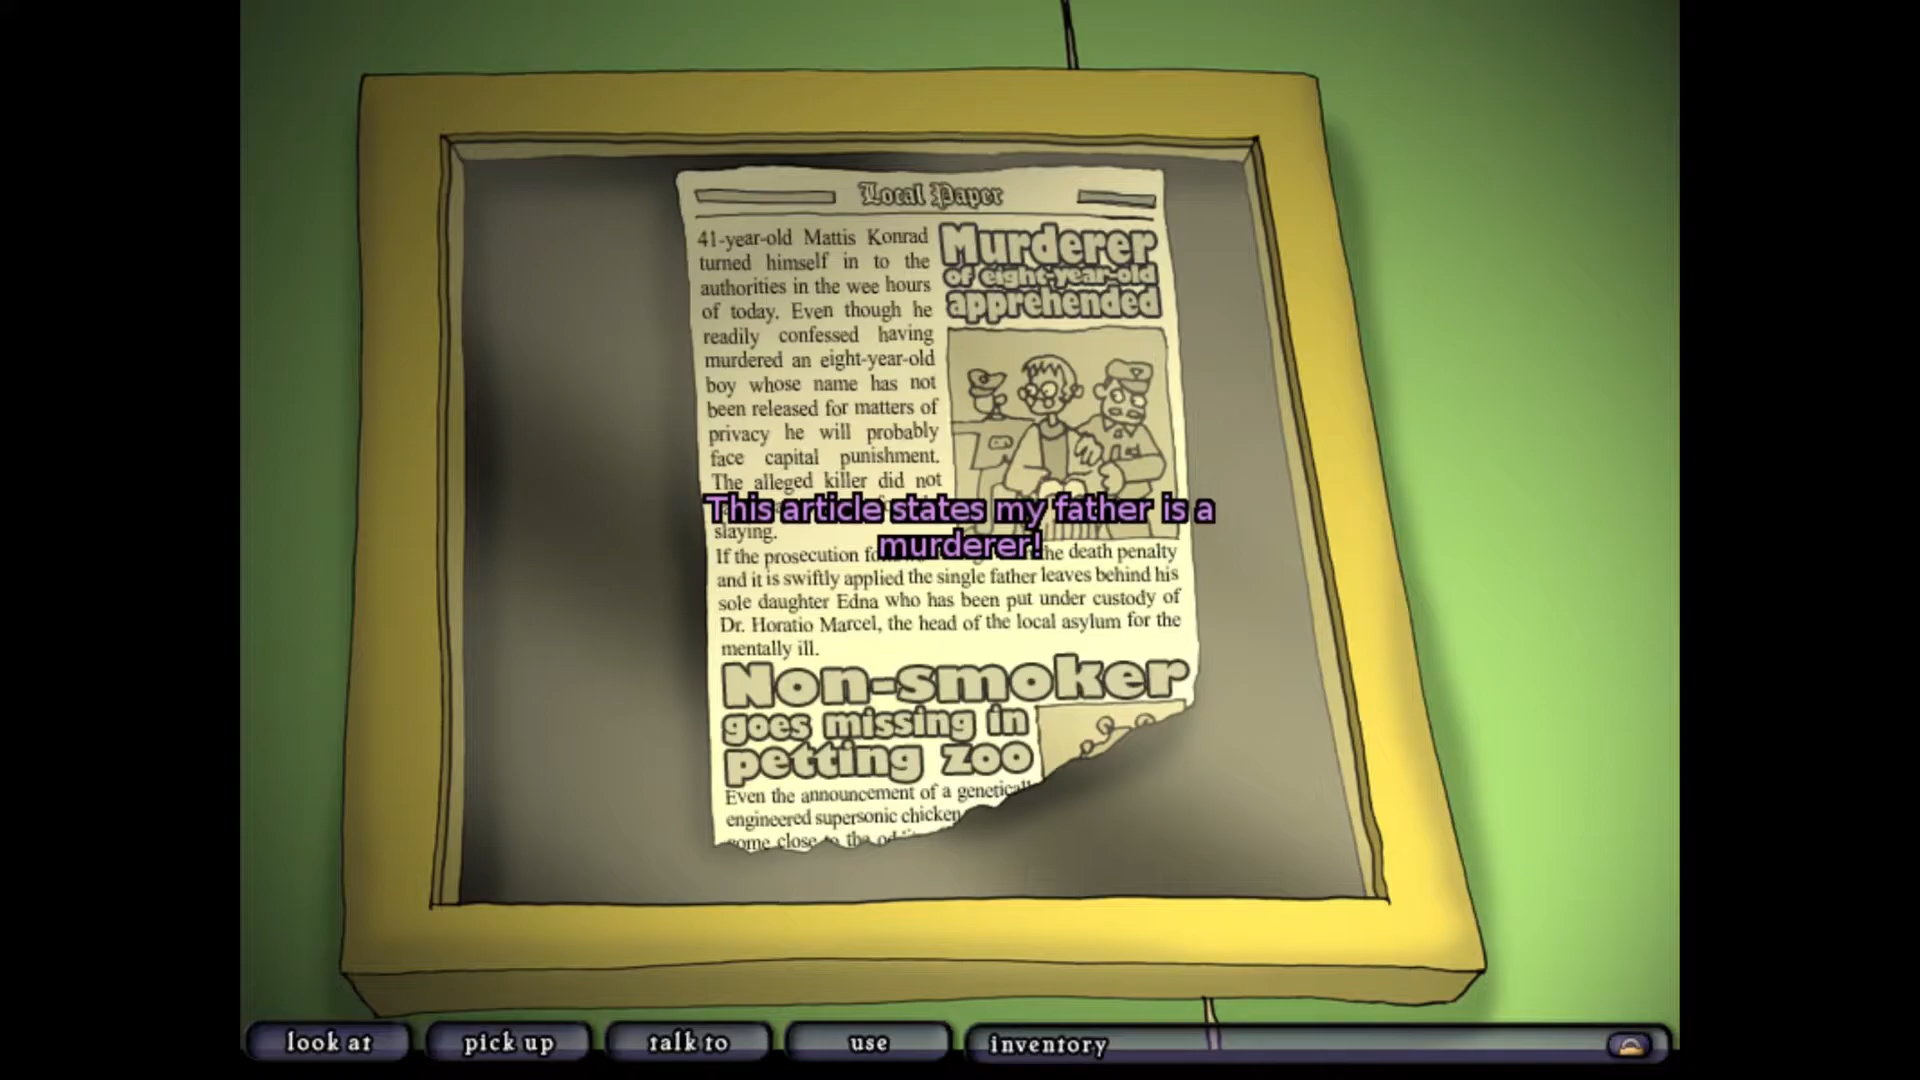 Local Paper
41-year-old Mattis Konrad
turned himself in to the
authorities in the wee hours
of today. Even though he
readily confessed having
murdered an eight-year-old
boy whose name has not
been released for matters of
privacy he will probably
face capital punishment.
The alleged killer did not
slaying.
Murderer
of eight-year-old
apprehended
This article states my father is a
murderer!
If the prosecution he death penalty
and it is swiftly applied the single father leaves behind his
sole daughter Edna who has been put under custody of
Dr. Horatio Marcel, the head of the local asylum for the
mentally ill.
Non-smoker
goes missing in
petting zoo
Even the announcement of a
engineered supersonic chicken
close the
look at
pick up
talk to
use
inventory